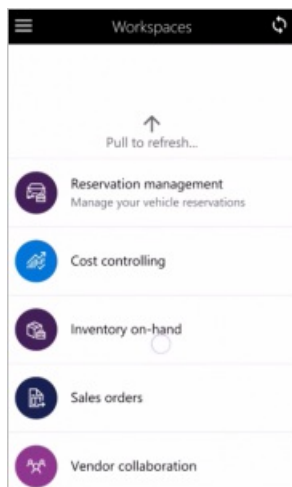 Workspaces
Pull to refresh...
Reservation management
Manage your vehicle reservations
Cost controlling
Inventory on-hand
Sales orders
Vendor collaboration